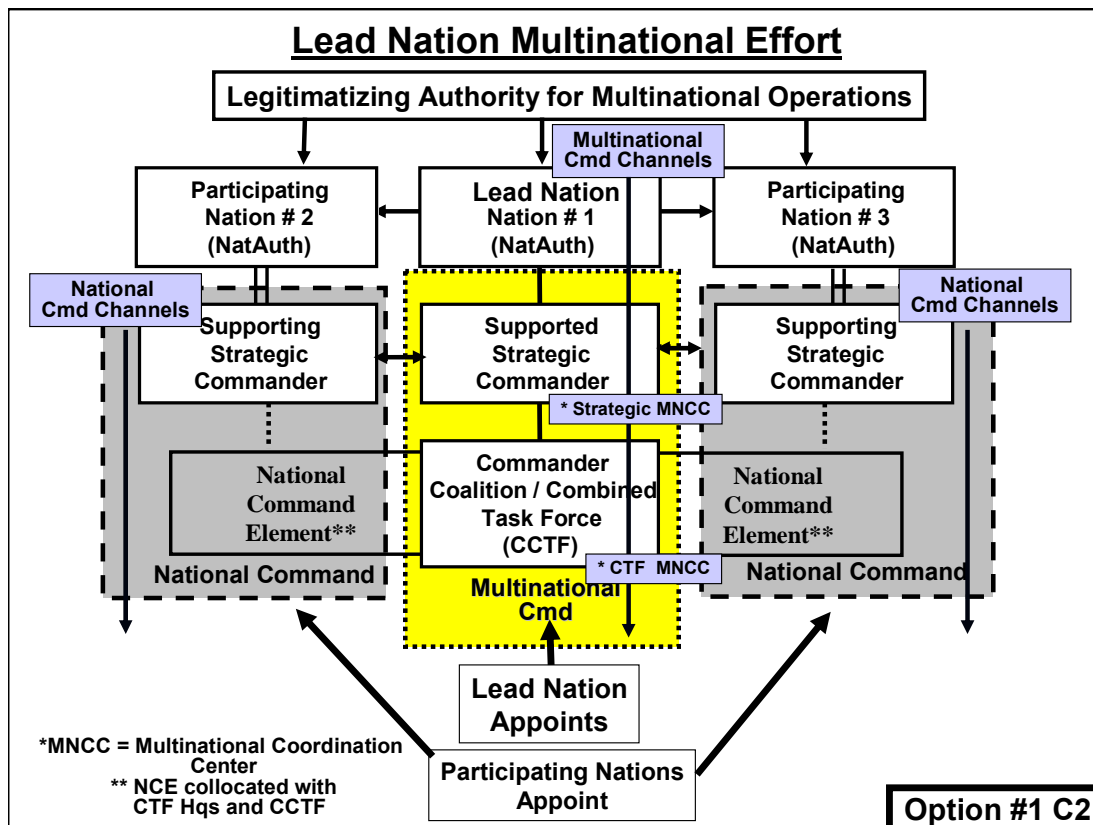 Lead Nation Multinational Effort
Legitimatizing Authority for Multinational Operations
Multinational
Cmd Channels
Participating
Nation # 2
(NatAuth)
Lead Nation
Nation # 1
(NatAuth)
Participating
Nation # 3
(NatAuth)
National
Cmd Channels
National
Cmd Channels
Supporting
Strategic
Commander
Supported
Strategic
Commander
Supporting
Strategic
Commander
* Strategic MNCC
National
Command
Element**
Commander
Coalition / Combined
Task Force
(CCTF)
National
Command
Element**
* CTF MNCC
National Command
Multinational
Cmd
National Command
Lead Nation
Appoints
Participating Nations
Appoint
*MNCC = Multinational Coordination
Center
** NCE collocated with
CTF Hqs and CCTF
Option #1 C2